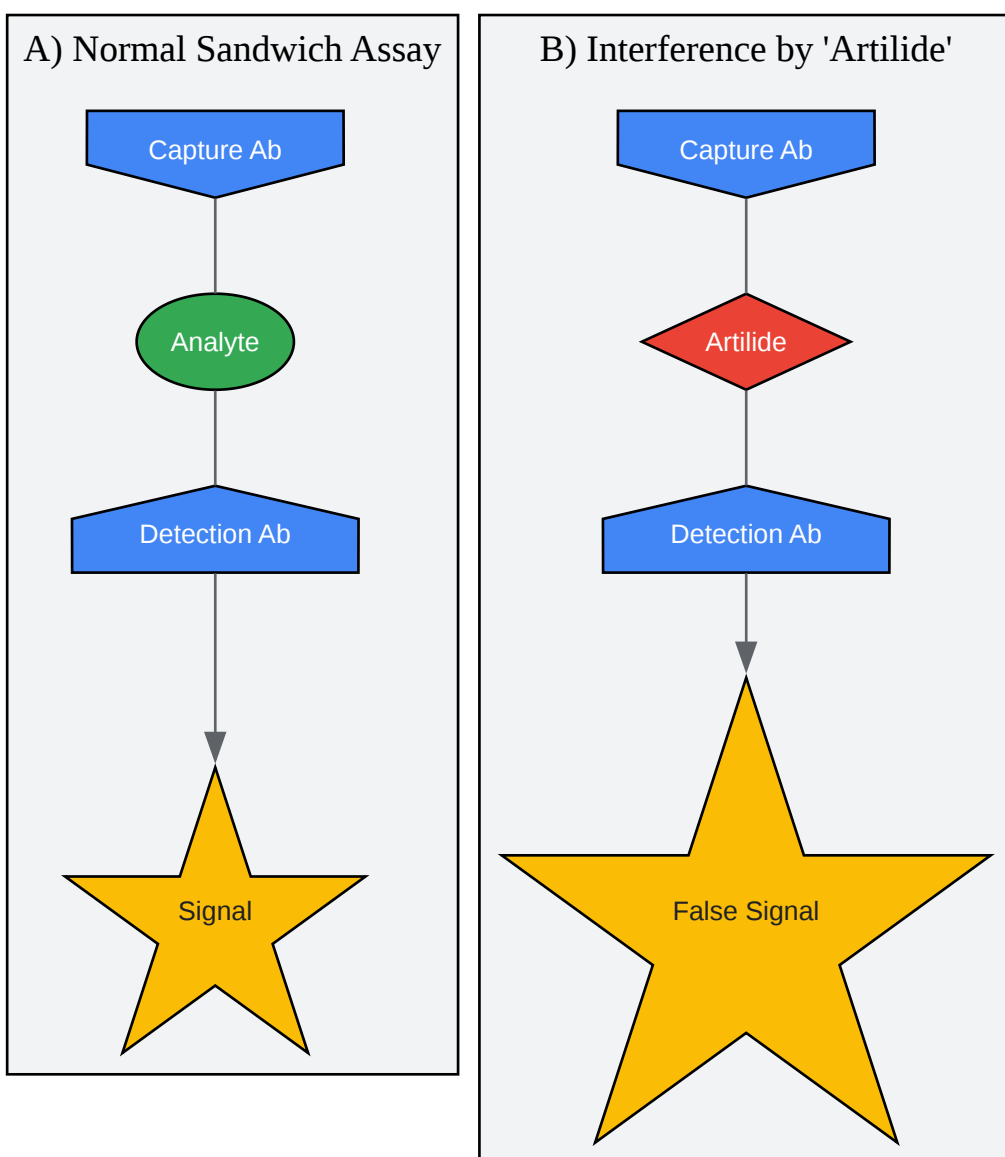 A) Normal Sandwich Assay
Capture Ab
Analyte
Detection Ab
Signal
B) Interference by 'Artilide'
Capture Ab
Artilide
Detection Ab
False Signal